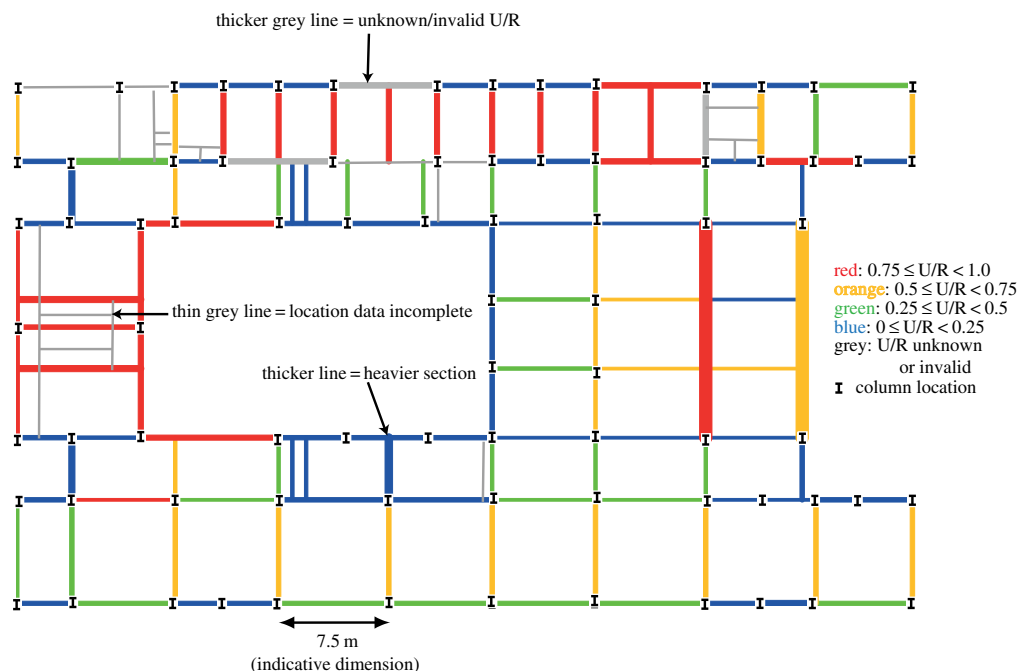 thicker grey line = unknown/invalid U/R
red: 0.75 ≤ U/R < 1.0
orange: 0.5 ≤ U/R < 0.75
green: 0.25 ≤ U/R < 0.5
blue: 0 ≤ U/R < 0.25
grey: U/R unknown
or invalid
column location
thin grey line = location data incomplete
thicker line = heavier section
7.5 m
(indicative dimension)